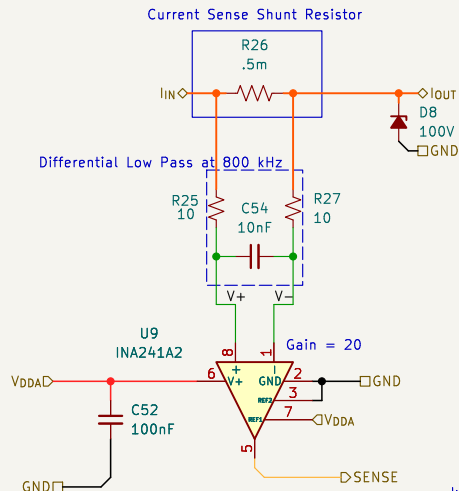 Current Sense Shunt Resistor
R26
.5m
IIN
IOUT
D8
100V
GND
Differential Low Pass at 800 kHz
R25
10
C54
10nF
R27
10
V+
V-
U9
INA241A2
Gain = 20
8
1
+
-
VDDA
6
V+
GND
2
GND
REF2
3
REF1
7
VDDA
C52
100nF
5
SENSE
GND